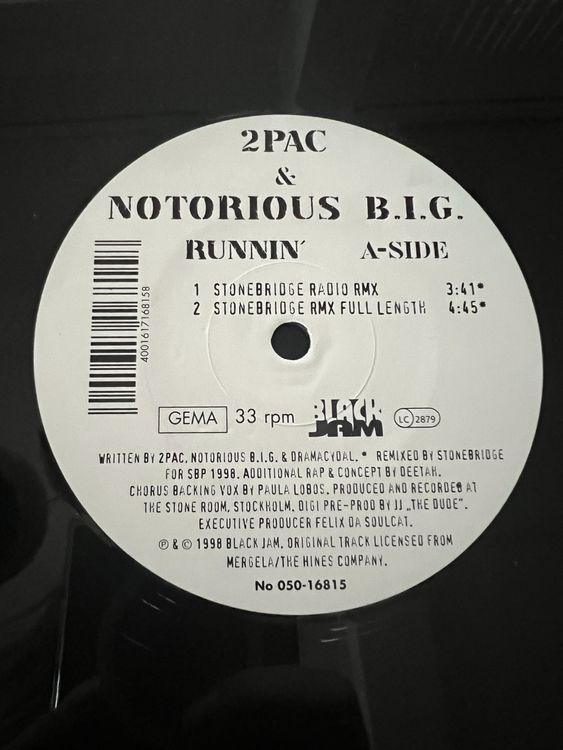 2PAC
&
NOTORIOUS B.I.G.
RUNNIN´ A-SIDE
1 STONEBRIDGE RADIO RMX 3:41*
2 STONEBRIDGE RMX FULL LENGTH 4:45*
4001617168158
GEMA 33 rpm BLACK JAM LC 2879
WRITTEN BY 2PAC, NOTORIOUS B.I.G. & DRAMACYDAL. * REMIXED BY STONEBRIDGE
FOR SBP 1998. ADDITIONAL RAP & CONCEPT BY DEETAH.
CHORUS BACKING VOX BY PAULA LOBOS. PRODUCED AND RECORDED AT
THE STONE ROOM, STOCKHOLM. DIGI PRE-PROD BY JJ „THE DUDE”.
EXECUTIVE PRODUCER FELIX DA SOULCAT.
℗ & © 1998 BLACK JAM. ORIGINAL TRACK LICENSED FROM
MERGELA/THE HINES COMPANY.
No 050-16815